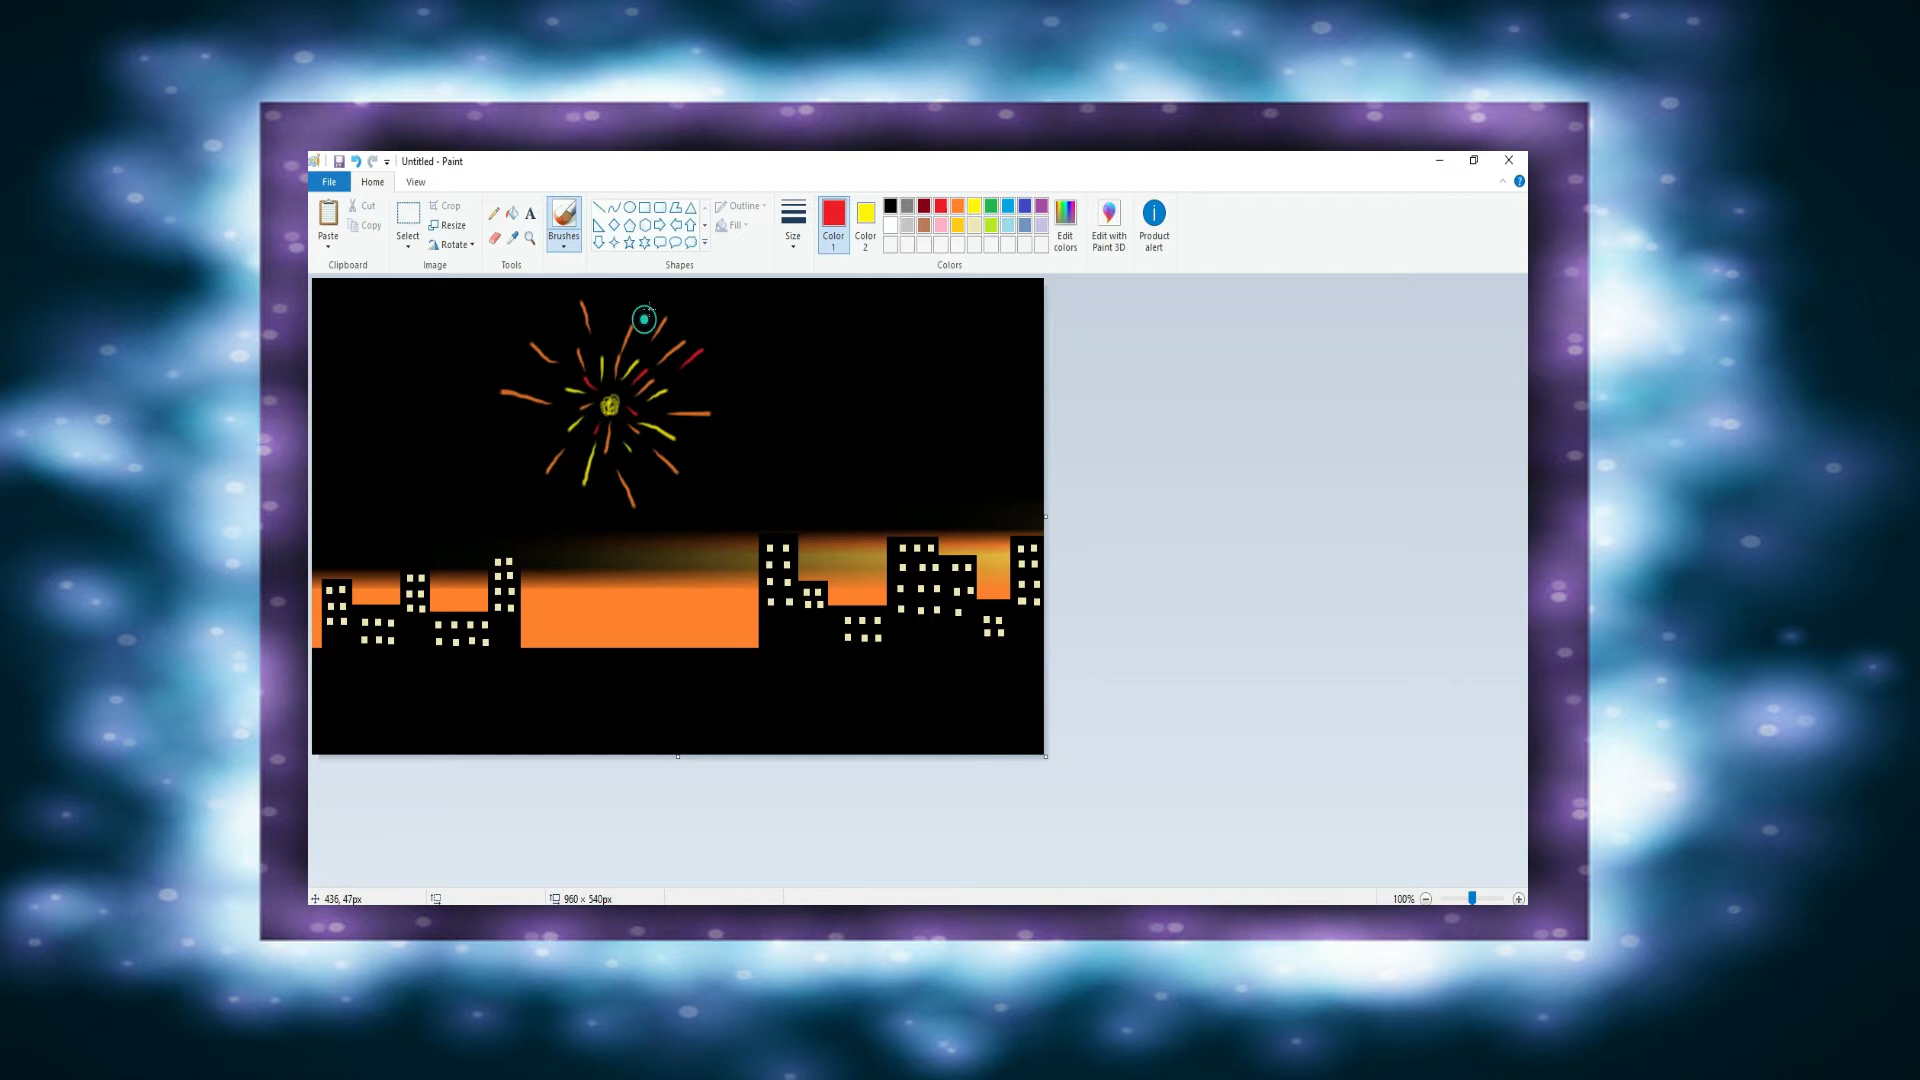 Untitled - Paint
File Home View
Paste Cut Copy Select Crop Resize Rotate A Brushes Outline Fill Size Color 1 Color 2 Edit colors Edit with Paint 3D Product alert
Clipboard Image Tools Shapes Colors
436, 47px 960 × 540px 100%